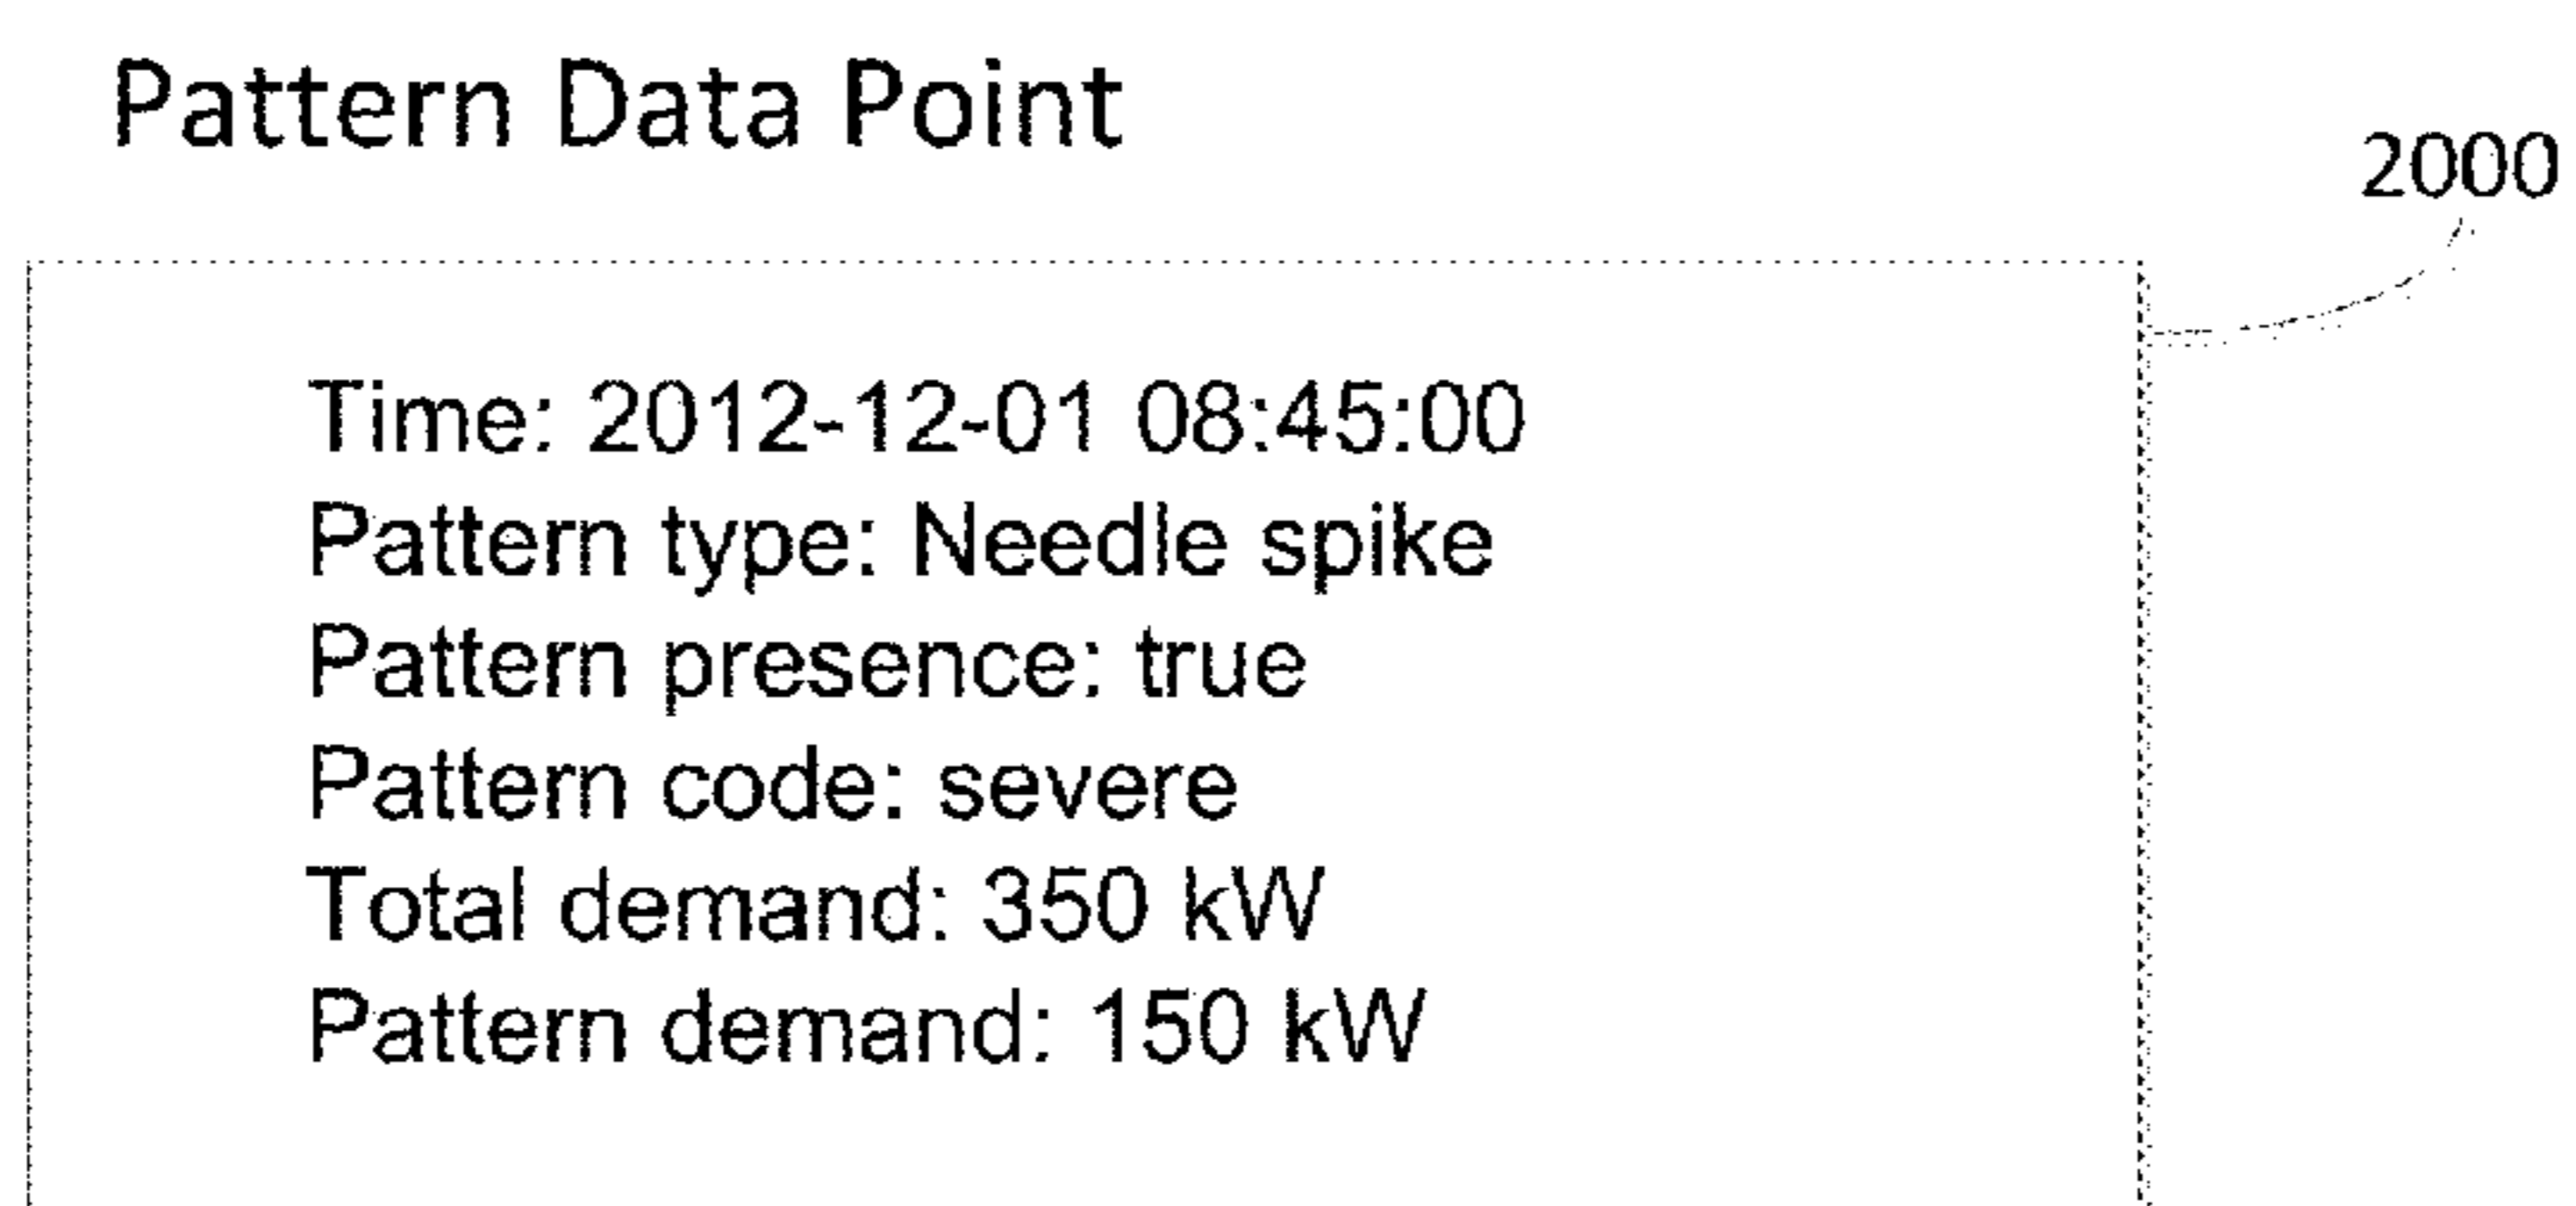 Pattern Data Point
2000
Time: 2012-12-01 08:45:00
Pattern type: Needle spike
Pattern presence: true
Pattern code: severe
Total demand: 350 kW
Pattern demand: 150 kW